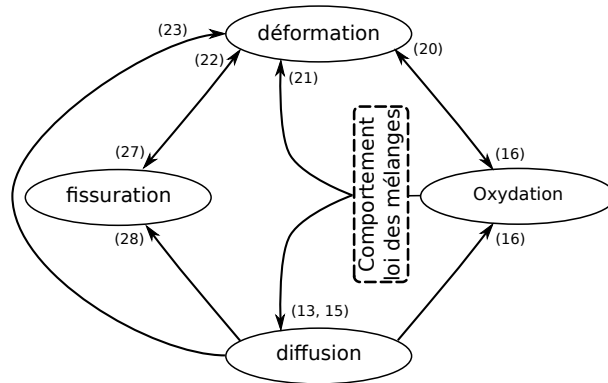 (23)
déformation
(22)
(20)
(21)
(27)
(16)
fissuration
Comportement
loi des mélanges
Oxydation
(28)
(16)
(13, 15)
diffusion